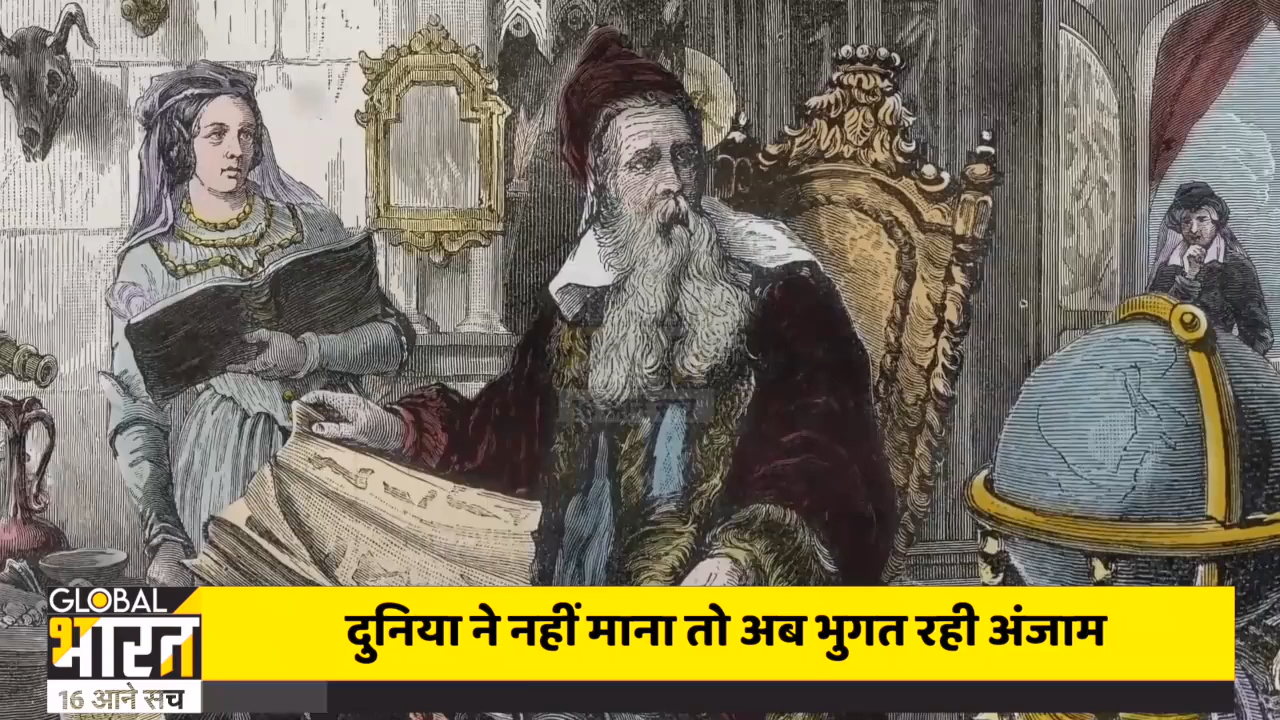 दुनिया ने नहीं माना तो अब भुगत रही अंजाम
GLOBAL
भारत
16 आने सच